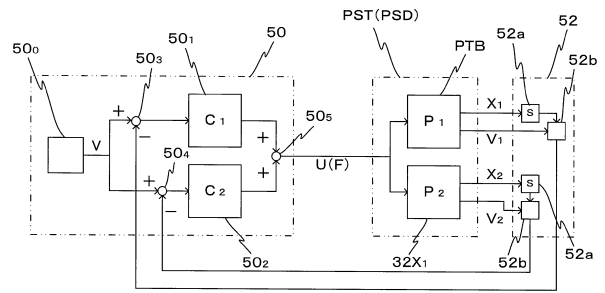 PST(PSD)
52
50₁
50
PTB
52a
52b
50₀
50₃
X₁
+
C₁
S
P₁
V
−
+
50₅
V₁
50₄
+
U(F)
+
C₂
X₂
S
P₂
−
V₂
50₂
32X₁
52b
52a